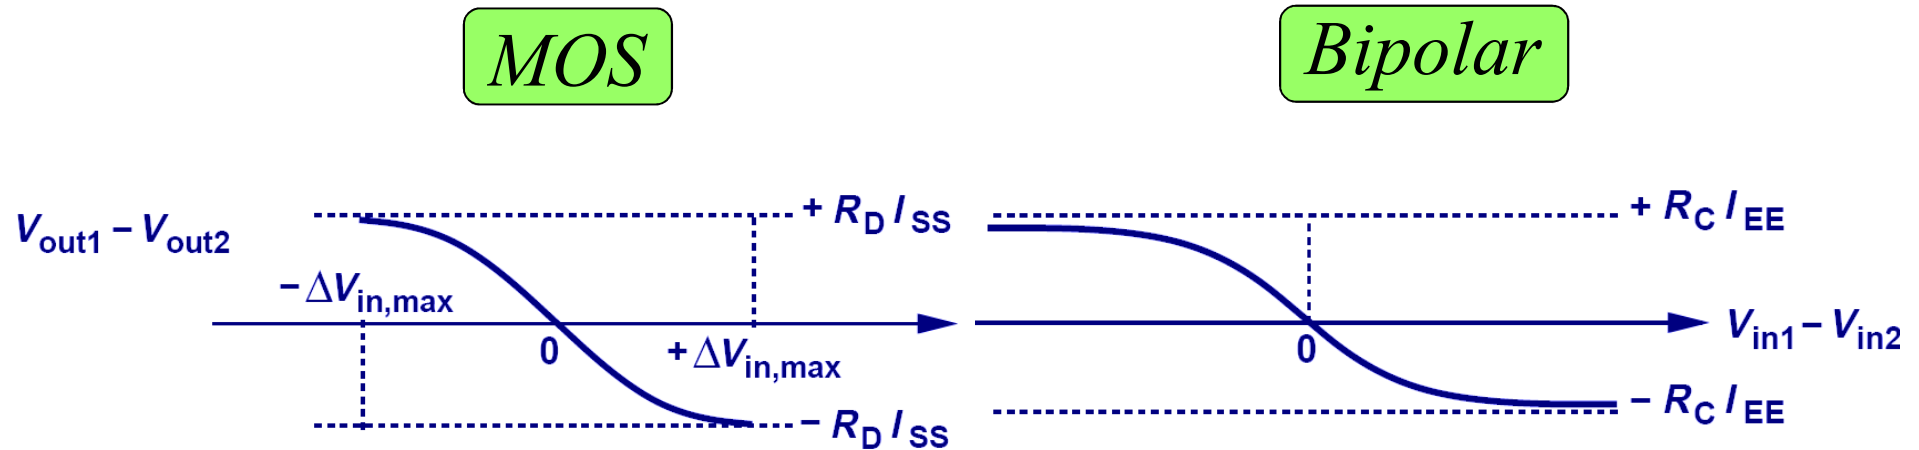 MOS
Bipolar
+ R_D I_SS
+ R_C I_EE
V_out1 − V_out2
− ΔV_in,max
0
+ ΔV_in,max
0
V_in1 − V_in2
− R_D I_SS
− R_C I_EE